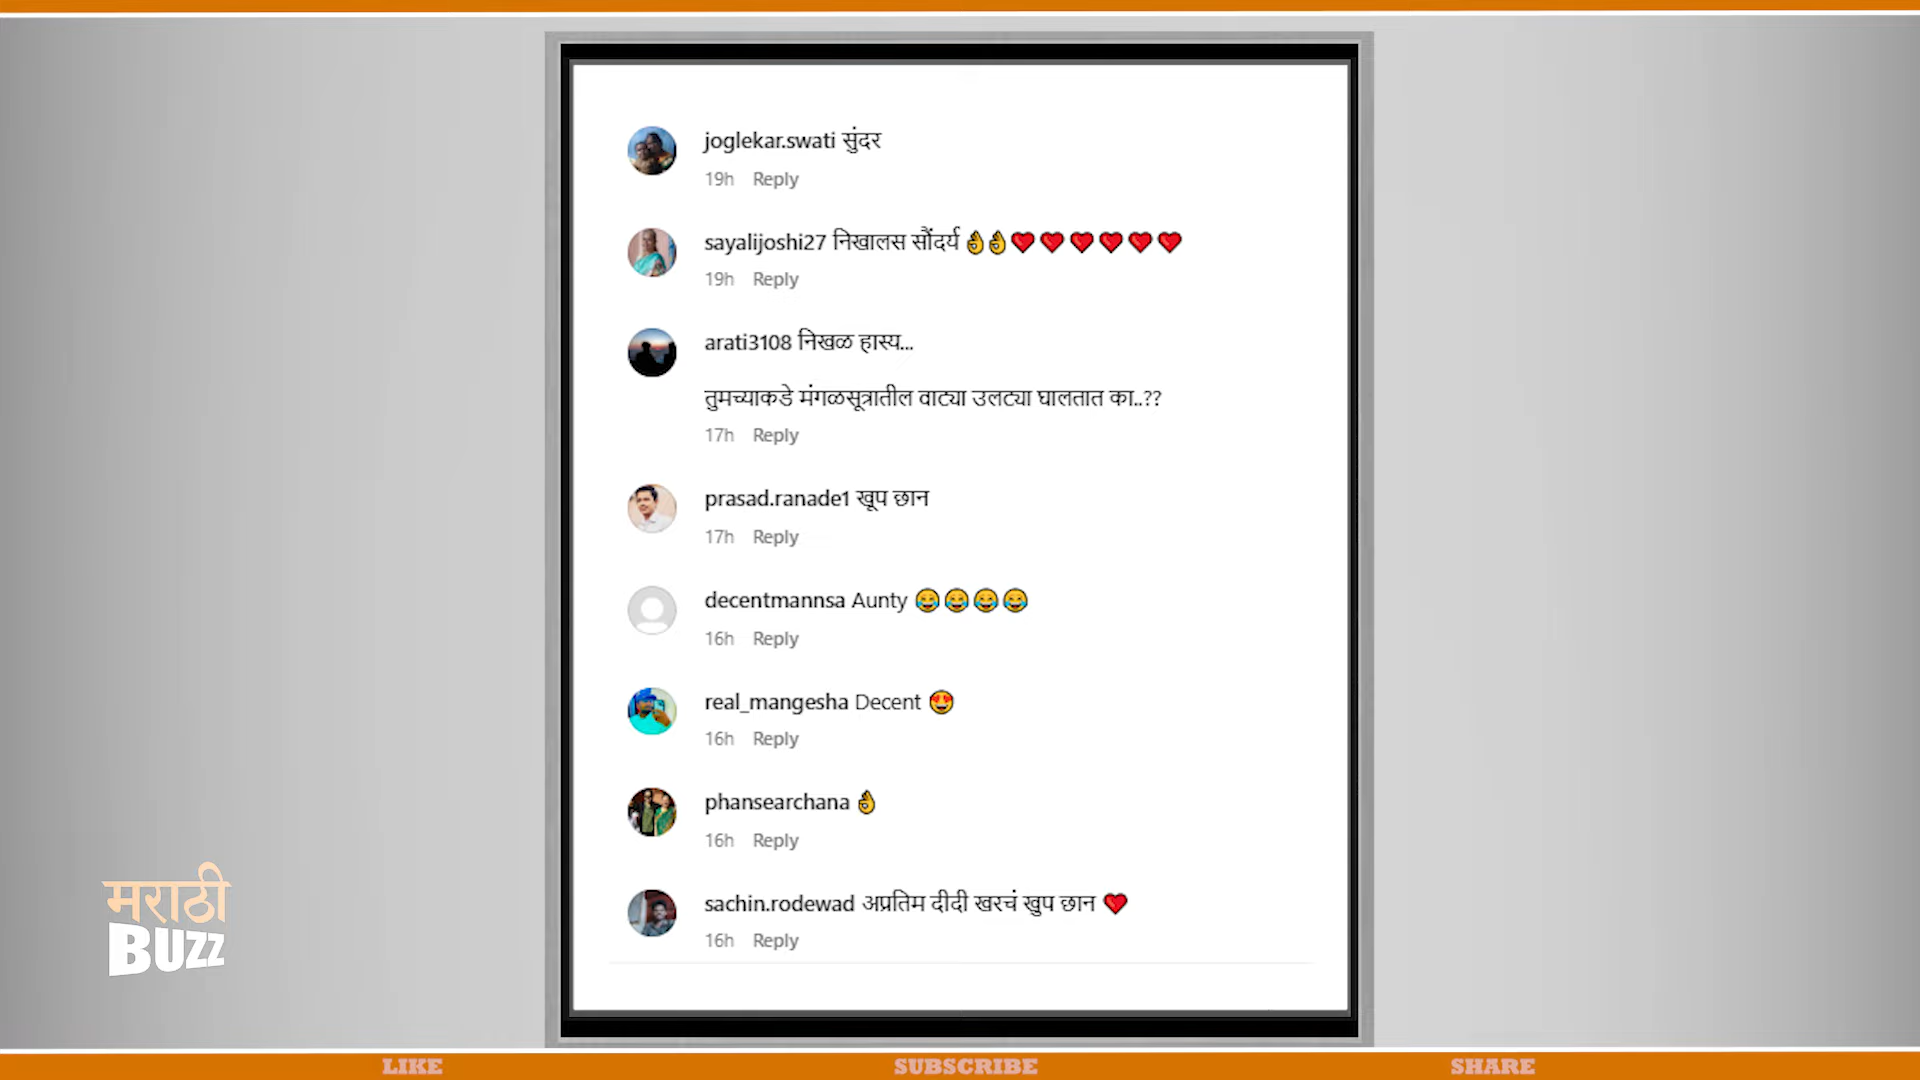 joglekar.swati सुंदर
19h Reply
sayalijoshi27 निखालस सौंदर्य 👌👌❤️❤️❤️❤️❤️❤️
19h Reply
arati3108 निखळ हास्य...
तुमच्याकडे मंगळसूत्रातील वाट्या उलट्या घालतात का..??
17h Reply
prasad.ranade1 खूप छान
17h Reply
decentmannsa Aunty 😂😂😂😂
16h Reply
real_mangesha Decent 😍
16h Reply
phansearchana 👌
16h Reply
sachin.rodewad अप्रतिम दीदी खरचं खुप छान ❤️
16h Reply
मराठी
BUZZ
LIKE SUBSCRIBE SHARE